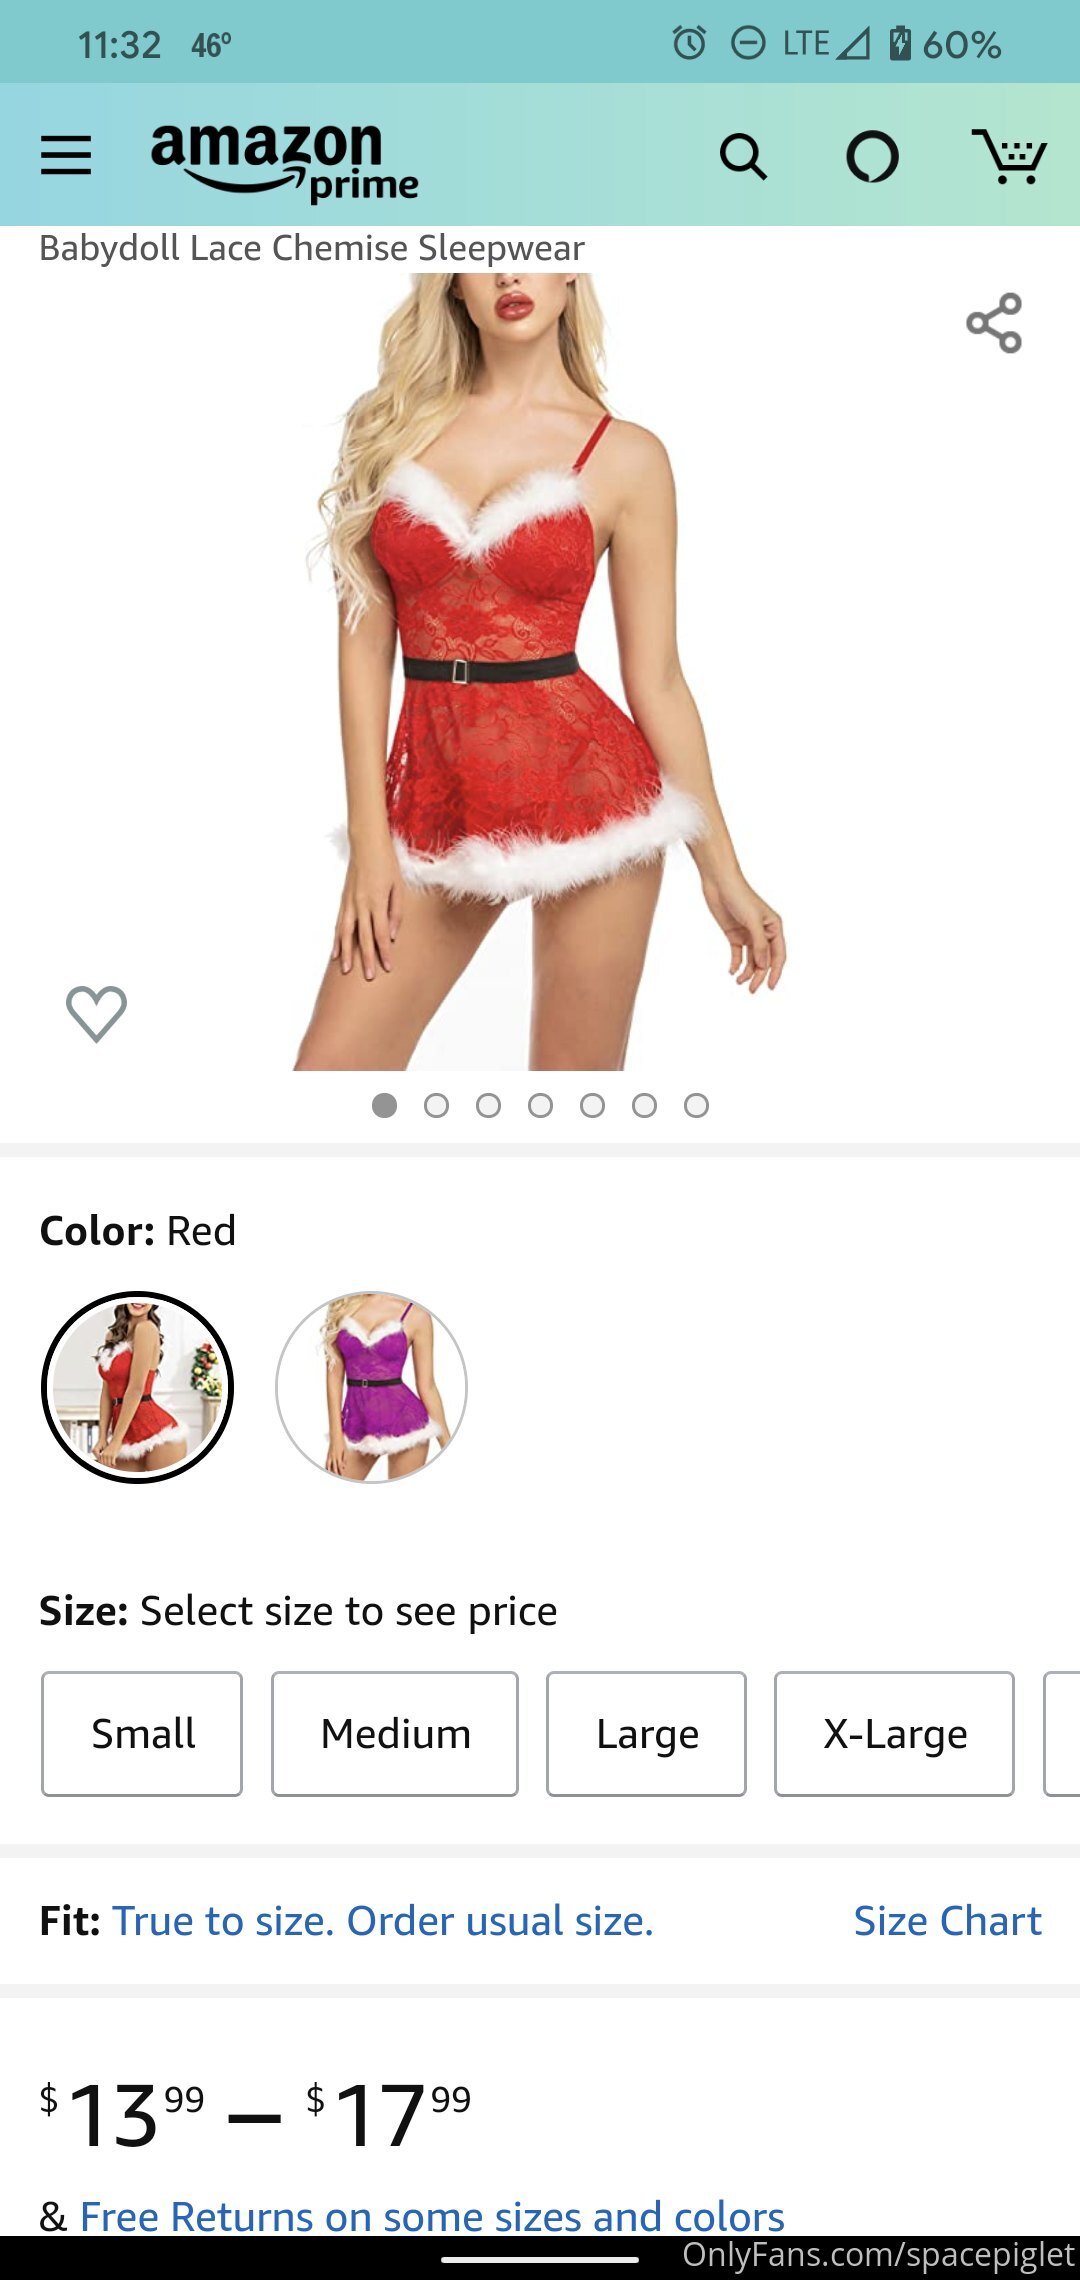 11:32 46° LTE 60%
amazon
prime
Babydoll Lace Chemise Sleepwear
Color: Red
Size: Select size to see price
Small Medium Large X-Large
Fit: True to size. Order usual size. Size Chart
$13 99 – $17 99
& Free Returns on some sizes and colors
OnlyFans.com/spacepiglet